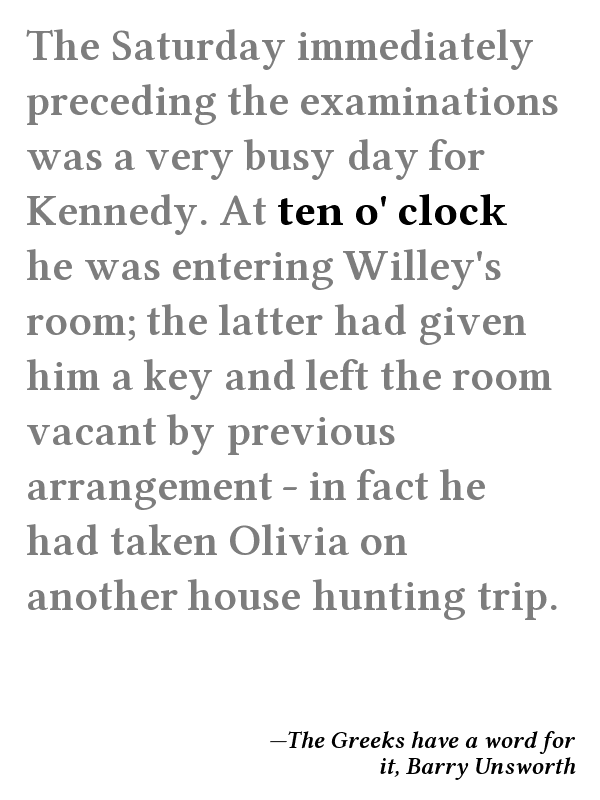 The Saturday immediately
preceding the examinations
was a very busy day for
Kennedy. At ten o' clock
he was entering Willey's
room; the latter had given
him a key and left the room
vacant by previous
arrangement – in fact he
had taken Olivia on
another house hunting trip.
—The Greeks have a word for
it, Barry Unsworth